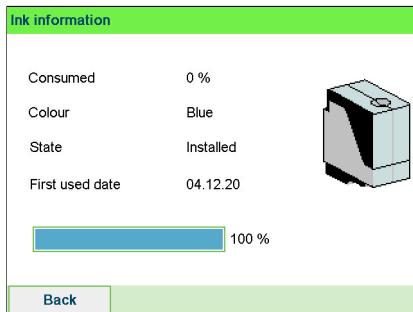 Ink information
Consumed 0 %
Colour Blue
State Installed
First used date 04.12.20
100 %
Back